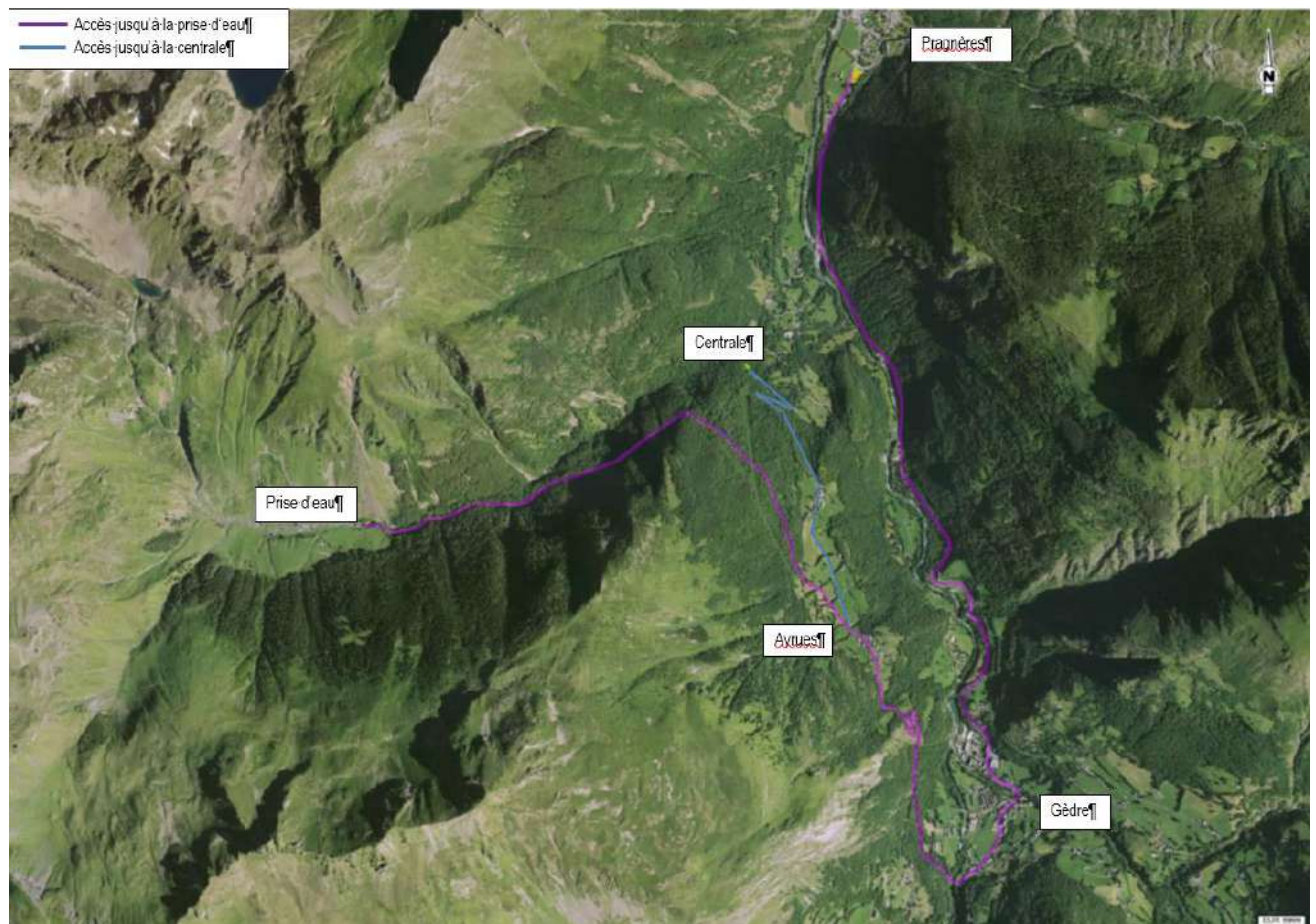 Accès·jusqu'à·la·prise·d'eau¶
Accès·jusqu'à·la·centrale¶
Pragnères¶
N
Centrale¶
Prise·d'eau¶
Ayrues¶
Gèdre¶